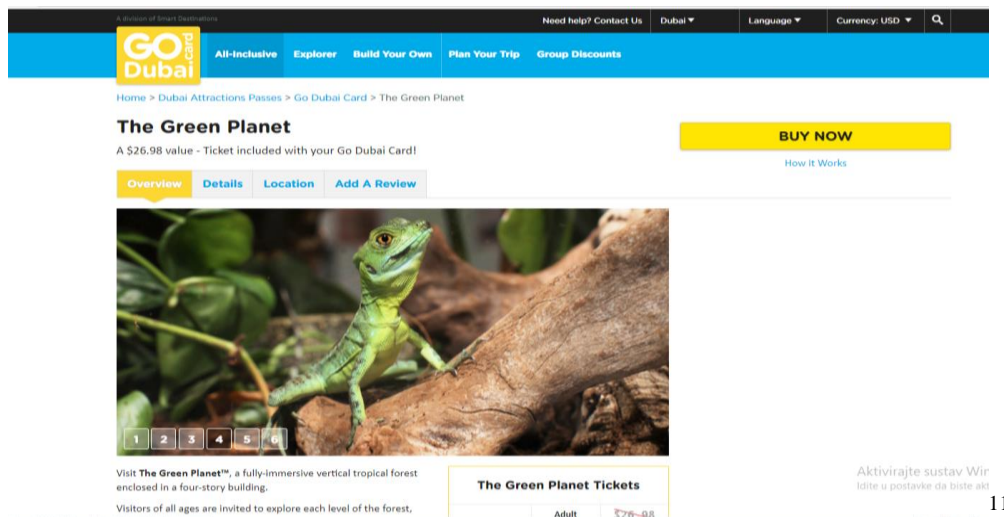 A division of Smart Destinations
Need help? Contact Us Dubai ▼ Language ▼ Currency: USD ▼
GO Dubai card
All-Inclusive Explorer Build Your Own Plan Your Trip Group Discounts
Home > Dubai Attractions Passes > Go Dubai Card > The Green Planet
The Green Planet
A $26.98 value - Ticket included with your Go Dubai Card!
BUY NOW
How It Works
Overview Details Location Add A Review
1 2 3 4 5 6
Visit The Green Planet™, a fully-immersive vertical tropical forest
enclosed in a four-story building.
Visitors of all ages are invited to explore each level of the forest,
The Green Planet Tickets
Adult $26.98
Aktivirajte sustav Win
Idite u postavke da biste akt
11